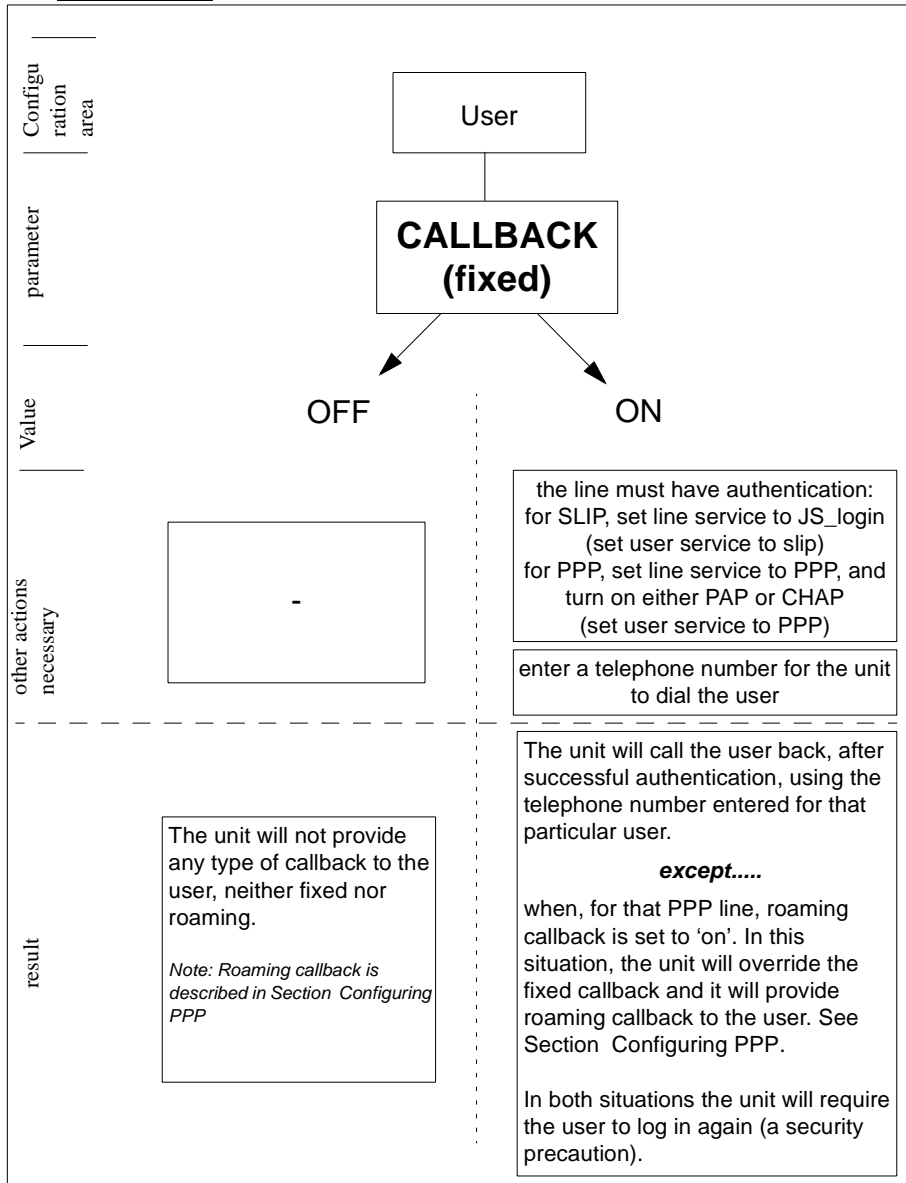 Configu
ration
area
User
parameter
CALLBACK
(fixed)
Value
OFF
ON
other actions
necessary
-
the line must have authentication:
for SLIP, set line service to JS_login
(set user service to slip)
for PPP, set line service to PPP, and
turn on either PAP or CHAP
(set user service to PPP)
enter a telephone number for the unit
to dial the user
result
The unit will not provide
any type of callback to the
user, neither fixed nor
roaming.
Note: Roaming callback is
described in Section Configuring
PPP
The unit will call the user back, after
successful authentication, using the
telephone number entered for that
particular user.
except.....
when, for that PPP line, roaming
callback is set to ‘on’. In this
situation, the unit will override the
fixed callback and it will provide
roaming callback to the user. See
Section Configuring PPP.
In both situations the unit will require
the user to log in again (a security
precaution).